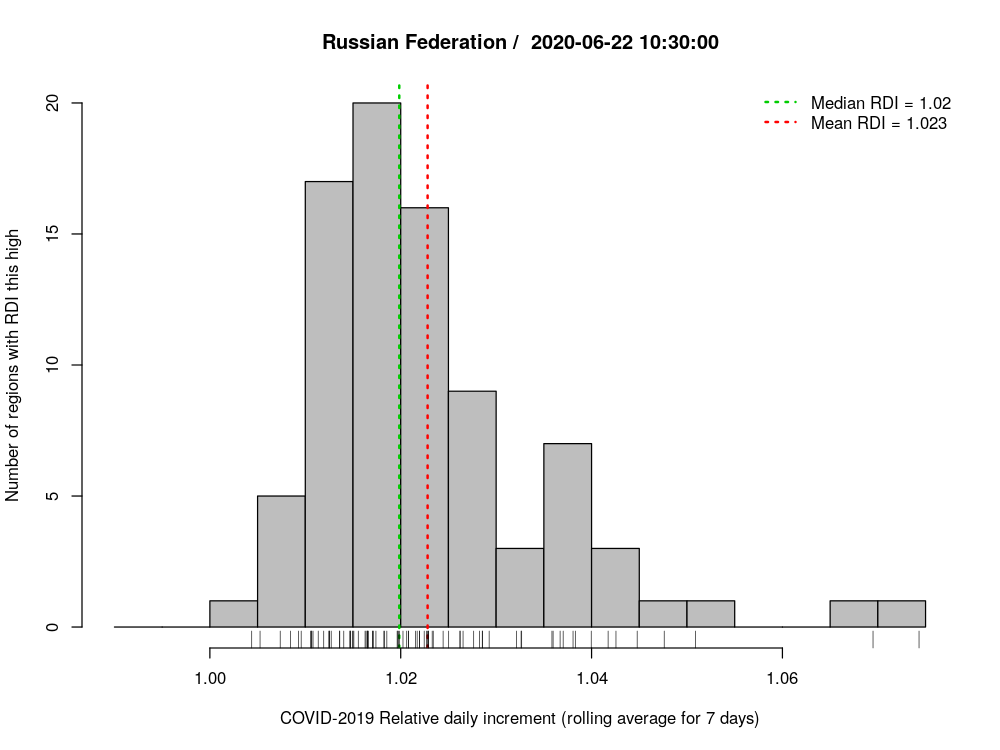 Russian Federation /  2020-06-22 10:30:00
Median RDI = 1.02
Mean RDI = 1.023
Number of regions with RDI this high
20
15
10
5
0
1.00 1.02 1.04 1.06
COVID-2019 Relative daily increment (rolling average for 7 days)